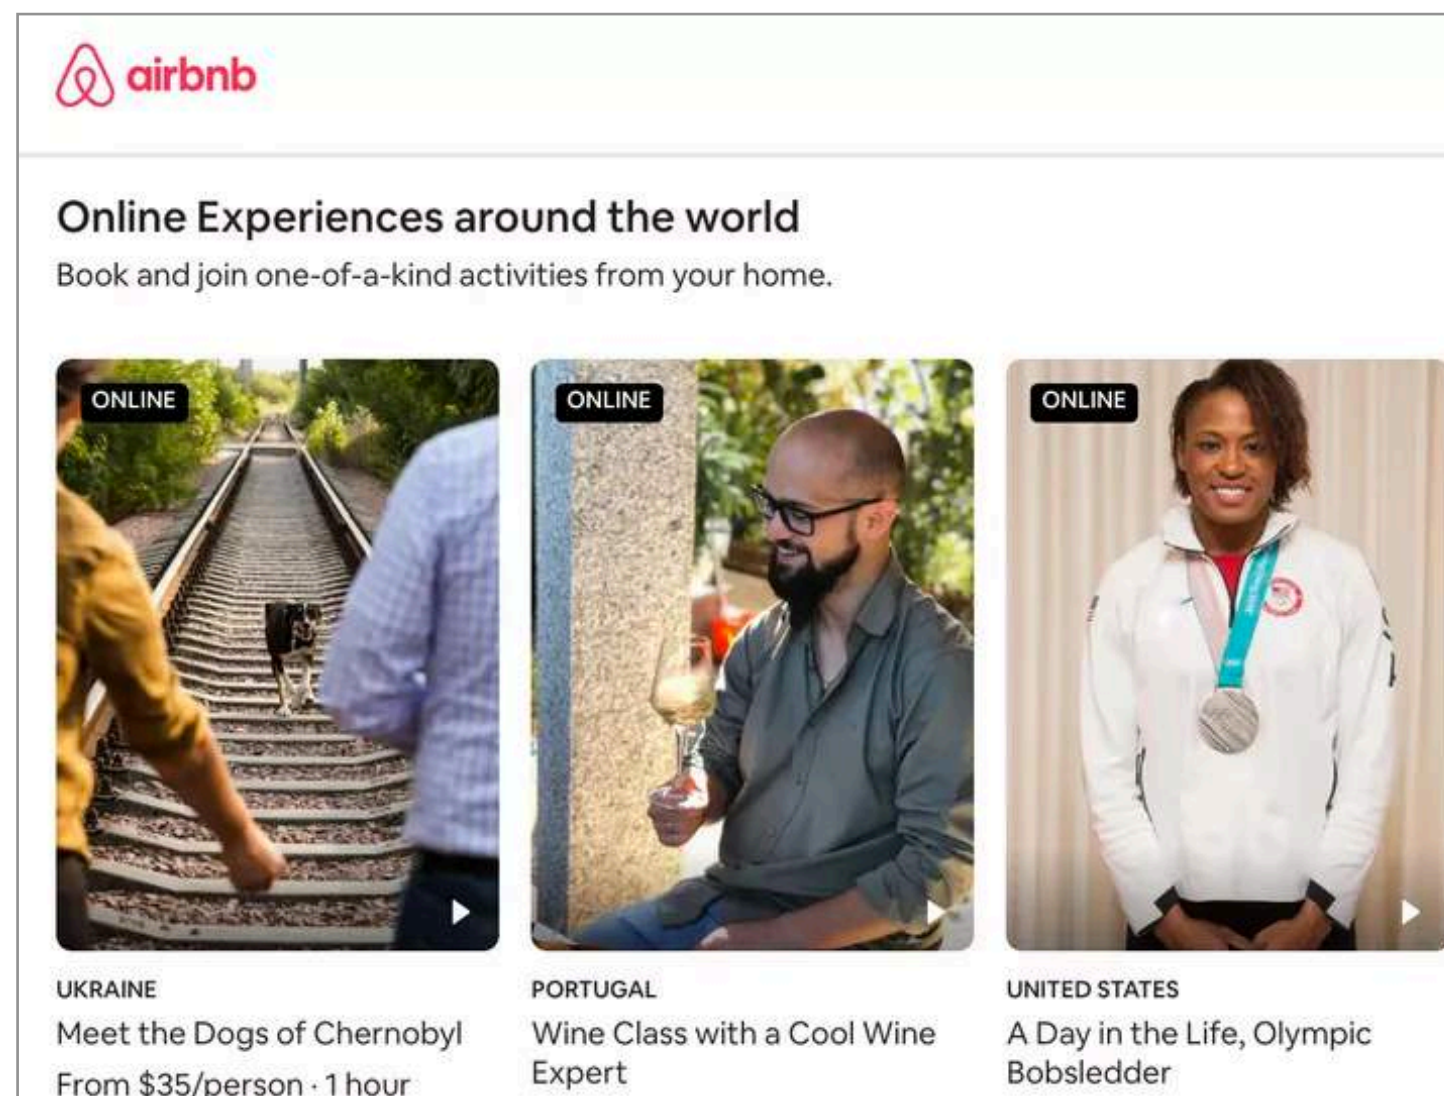 airbnb
Online Experiences around the world
Book and join one-of-a-kind activities from your home.
ONLINE
ONLINE
ONLINE
UKRAINE
Meet the Dogs of Chernobyl
From $35/person · 1 hour
PORTUGAL
Wine Class with a Cool Wine
Expert
UNITED STATES
A Day in the Life, Olympic
Bobsledder